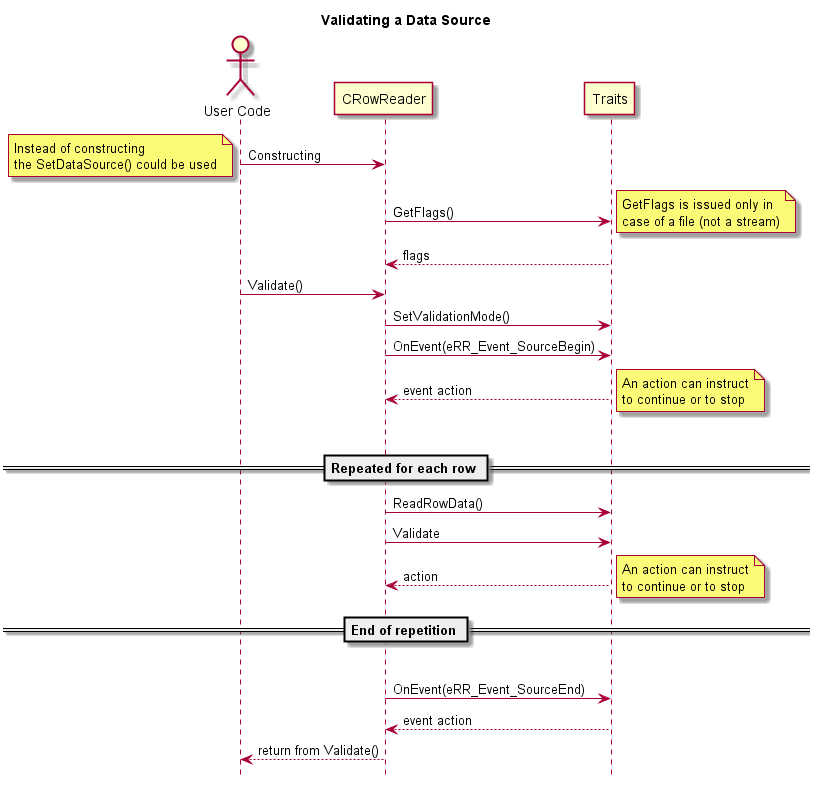 Validating a Data Source
User Code
CRowReader
Traits
Instead of constructing
the SetDataSource() could be used
Constructing
GetFlags()
GetFlags is issued only in
case of a file (not a stream)
flags
Validate()
SetValidationMode()
OnEvent(eRR_Event_SourceBegin)
event action
An action can instruct
to continue or to stop
Repeated for each row
ReadRowData()
Validate
action
An action can instruct
to continue or to stop
End of repetition
OnEvent(eRR_Event_SourceEnd)
event action
return from Validate()